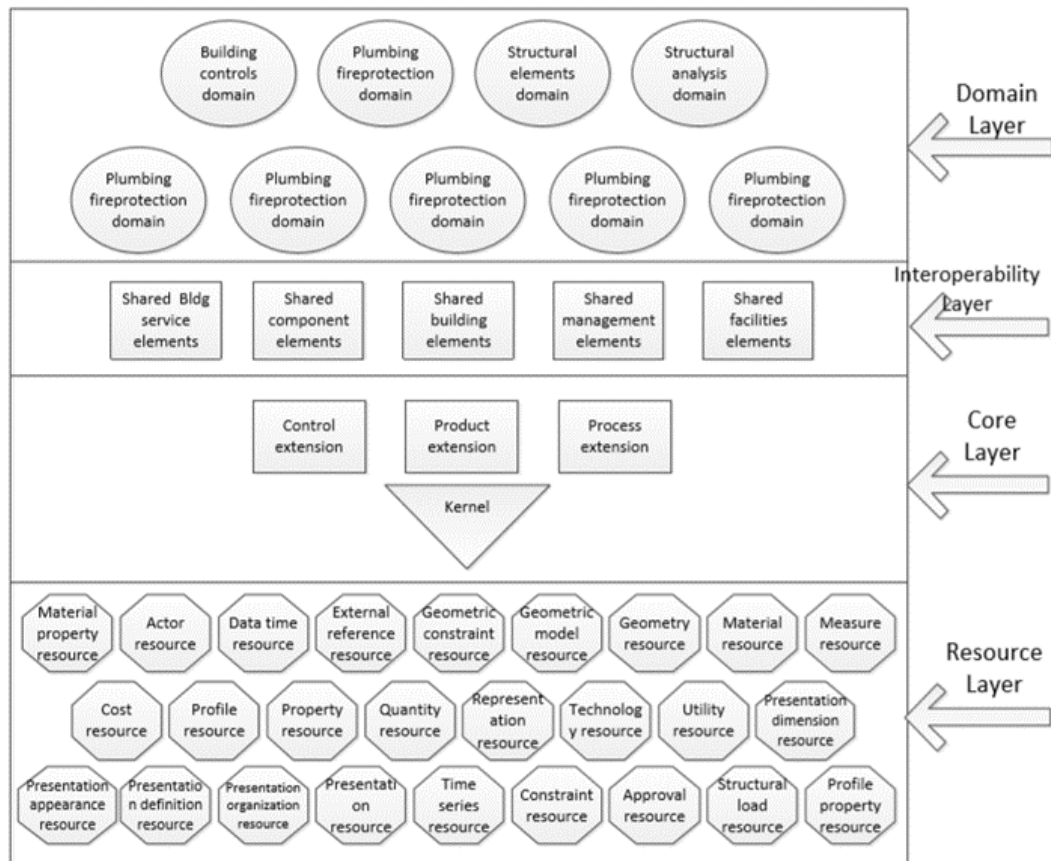 Building
controls
domain
Plumbing
fireprotection
domain
Structural
elements
domain
Structural
analysis
domain
Domain
Layer
Plumbing
fireprotection
domain
Plumbing
fireprotection
domain
Plumbing
fireprotection
domain
Plumbing
fireprotection
domain
Plumbing
fireprotection
domain
Shared Bldg
service
elements
Shared
component
elements
Shared
building
elements
Shared
management
elements
Shared
facilities
elements
Interoperability
Layer
Control
extension
Product
extension
Process
extension
Kernel
Core
Layer
Material
property
resource
Actor
resource
Data time
resource
External
reference
resource
Geometric
constraint
resource
Geometric
model
resource
Geometry
resource
Material
resource
Measure
resource
Cost
resource
Profile
resource
Property
resource
Quantity
resource
Represent
ation
resource
Technolog
y resource
Utility
resource
Presentation
dimension
resource
Presentation
appearance
resource
Presentatio
n definition
resource
Presentation
organization
resource
Presentati
on
resource
Time
series
resource
Constraint
resource
Approval
resource
Structural
load
resource
Profile
property
resource
Resource
Layer